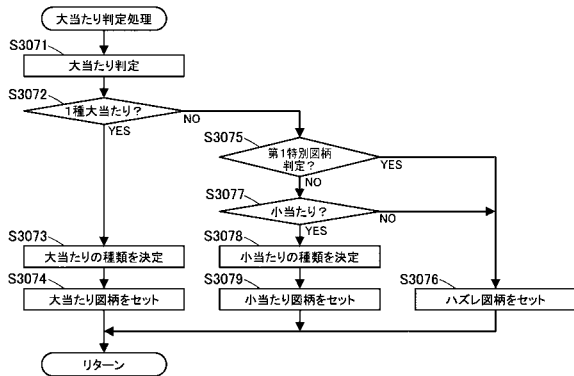 大当たり判定処理
S3071
大当たり判定
S3072
1種大当たり?
NO
YES
S3075
第1特別図柄
判定?
YES
NO
S3077
小当たり?
NO
YES
S3073
大当たりの種類を決定
S3078
小当たりの種類を決定
S3074
大当たり図柄をセット
S3079
小当たり図柄をセット
S3076
ハズレ図柄をセット
リターン